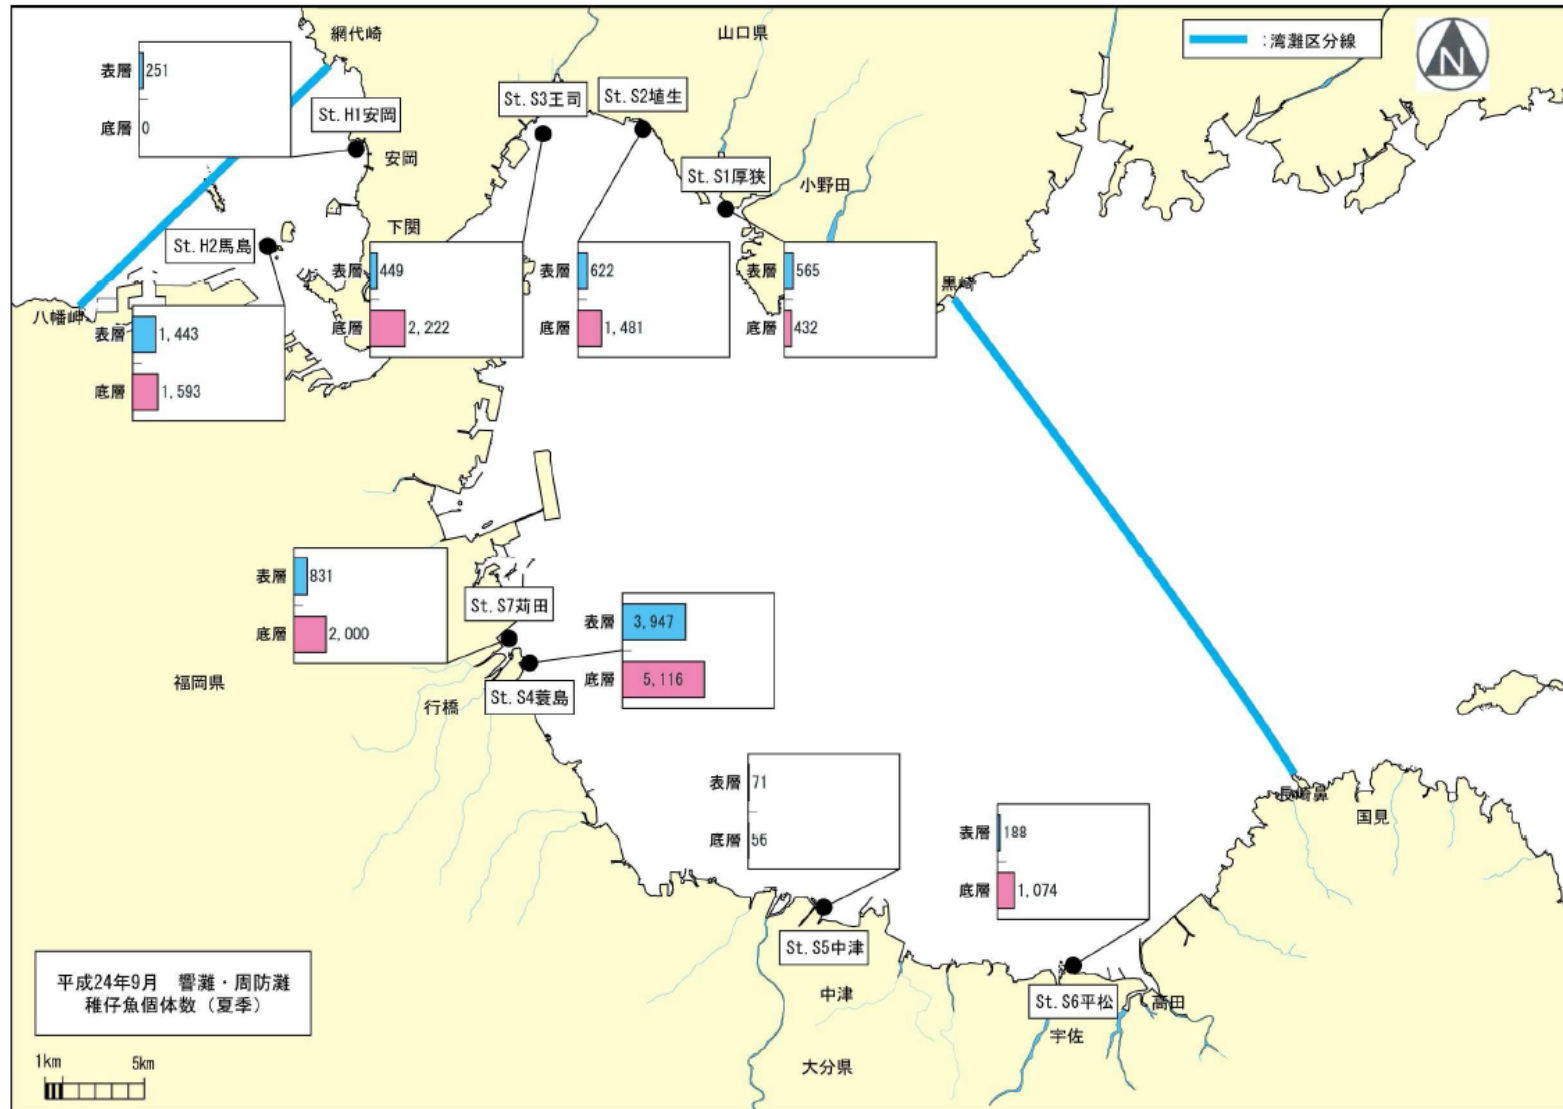 網代崎
山口県
:湾灘区分線
N
表層 251
底層 0
St.H1安岡
安岡
St.S3王司
St.S2埴生
St.S1厚狭
小野田
下関
St.H2馬島
八幡岬
表層 1,443
底層 1,593
表層 449
底層 2,222
表層 622
底層 1,481
表層 565
底層 432
黒崎
表層 831
底層 2,000
St.S7苅田
表層 3,947
底層 5,116
St.S4蓑島
福岡県
行橋
表層 71
底層 56
St.S5中津
中津
表層 188
底層 1,074
St.S6平松
高田
宇佐
長崎鼻
国見
大分県
平成24年9月 響灘・周防灘
稚仔魚個体数（夏季）
1km 5km